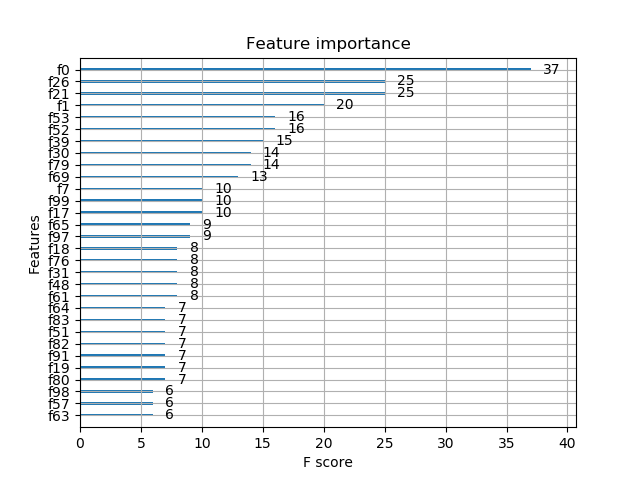 Feature importance
f0 37
f26 25
f21 25
f1 20
f53 16
f52 16
f39 15
f30 14
f79 14
f69 13
f7 10
f99 10
f17 10
f65 9
f97 9
f18 8
f76 8
f31 8
f48 8
f61 8
f64 7
f83 7
f51 7
f82 7
f91 7
f19 7
f80 7
f98 6
f57 6
f63 6
Features
0 5 10 15 20 25 30 35 40
F score